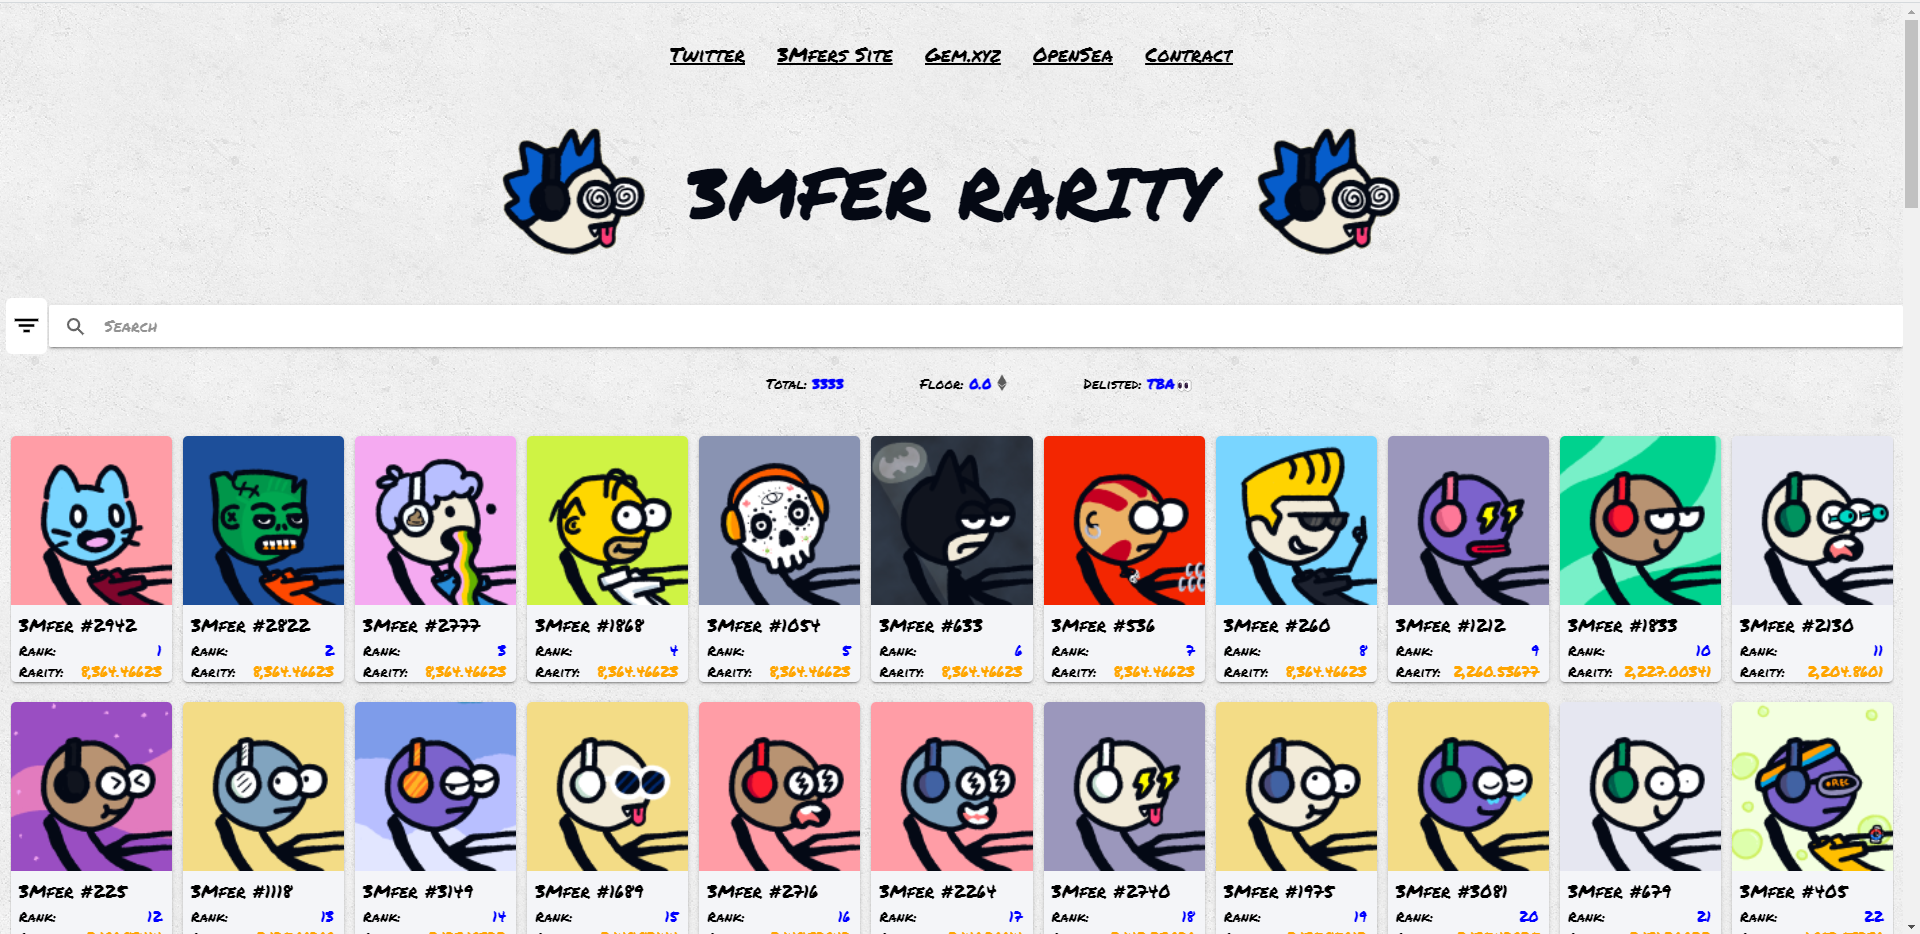 Twitter 3Mfers Site Gem.xyz OpenSea Contract
3MFER RARITY
Search
Total: 3333 Floor: 0.0 Delisted: TBA👀
3Mfer #2942 3Mfer #2822 3Mfer #2777 3Mfer #1868 3Mfer #1054 3Mfer #633 3Mfer #536 3Mfer #260 3Mfer #1212 3Mfer #1833 3Mfer #2130
Rank: 1 Rank: 2 Rank: 3 Rank: 4 Rank: 5 Rank: 6 Rank: 7 Rank: 8 Rank: 9 Rank: 10 Rank: 11
Rarity: 8,364.46623 Rarity: 8,364.46623 Rarity: 8,364.46623 Rarity: 8,364.46623 Rarity: 8,364.46623 Rarity: 8,364.46623 Rarity: 8,364.46623 Rarity: 8,364.46623 Rarity: 2,260.53677 Rarity: 2,227.00341 Rarity: 2,204.8601
REC
3Mfer #225 3Mfer #1118 3Mfer #3149 3Mfer #1689 3Mfer #2716 3Mfer #2264 3Mfer #2740 3Mfer #1975 3Mfer #3081 3Mfer #679 3Mfer #405
Rank: 12 Rank: 13 Rank: 14 Rank: 15 Rank: 16 Rank: 17 Rank: 18 Rank: 19 Rank: 20 Rank: 21 Rank: 22